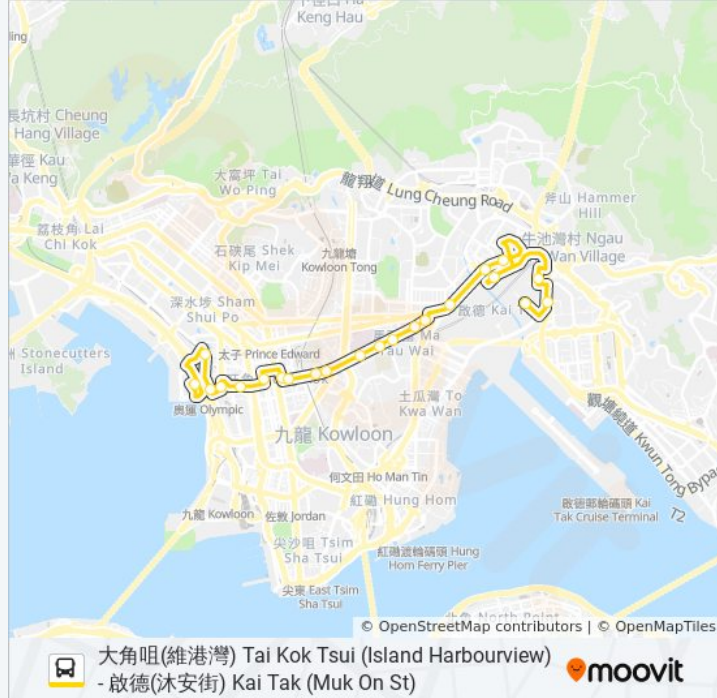 Keng Hau
ling
長坑村 Cheung
Hang Village
華徑 Kau
Wa Keng
大窩坪 Tai
Wo Ping
龍翔道 Lung Cheung Road
斧山 Hammer
Hill
荔枝角 Lai
Chi Kok
石硤尾 Shek
Kip Mei
九龍塘
Kowloon Tong
牛池灣村 Ngau
Wan Village
深水埗 Sham
Shui Po
啟德 Kai T
Ma
au Wai
Stonecutters
Island
太子 Prince Edward
奧運 Olympic
土瓜灣 To
Kwa Wan
九龍 Kowloon
觀塘繞道 Kwun Tong Bypa
何文田 Ho Man Tin
紅磡 Hung Hom
九龍 Kowloon
佐敦 Jordan
啟德郵輪碼頭 Kai
Tak Cruise Terminal
T2
尖沙咀 Tsim
Sha Tsui
紅磡渡輪碼頭 Hung
Hom Ferry Pier
尖東 East Tsim
Sha Tsui
North Point
© OpenStreetMap contributors | © OpenMapTiles
大角咀(維港灣) Tai Kok Tsui (Island Harbourview)
- 啟德(沐安街) Kai Tak (Muk On St)
moovit